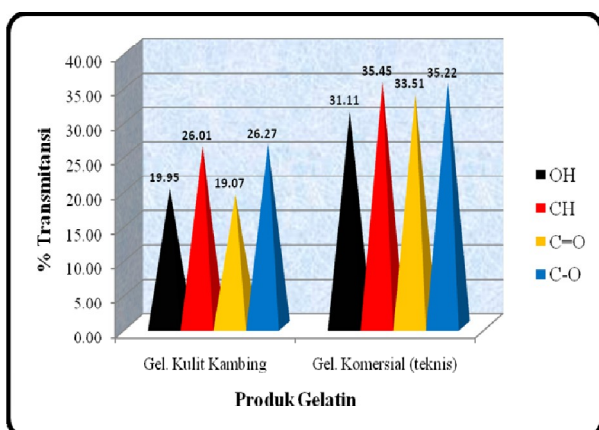 % Transmitansi
40.00
35.00
30.00
25.00
20.00
15.00
10.00
5.00
0.00
19.95
26.01
19.07
26.27
31.11
35.45
33.51
35.22
Gel. Kulit Kambing
Gel. Komersial (teknis)
Produk Gelatin
OH
CH
C=O
C-O